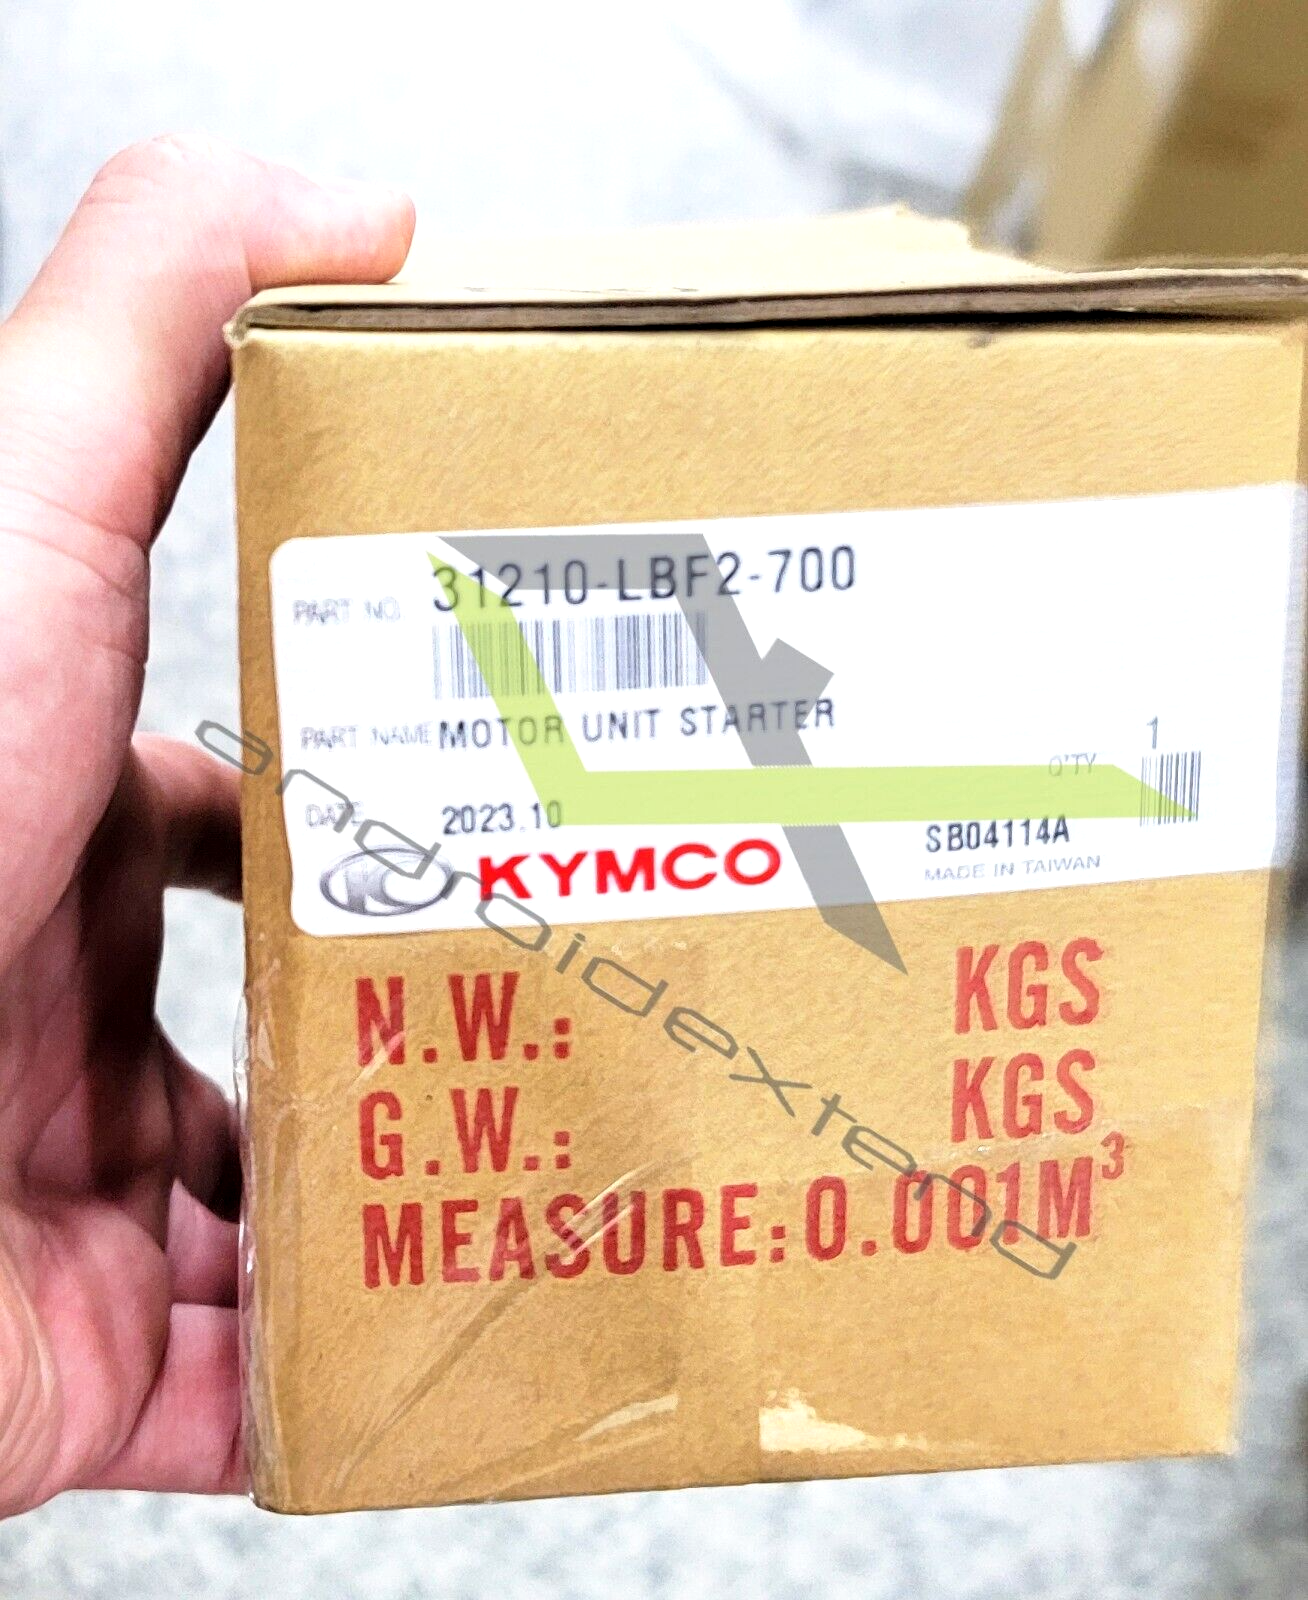 PART NO. 31210-LBF2-700
PART NAME MOTOR UNIT STARTER
Q'TY 1
DATE 2023.10
SB04114A
KYMCO
MADE IN TAIWAN
N.W.: KGS
G.W.: KGS
MEASURE:0.001M³
androidextend